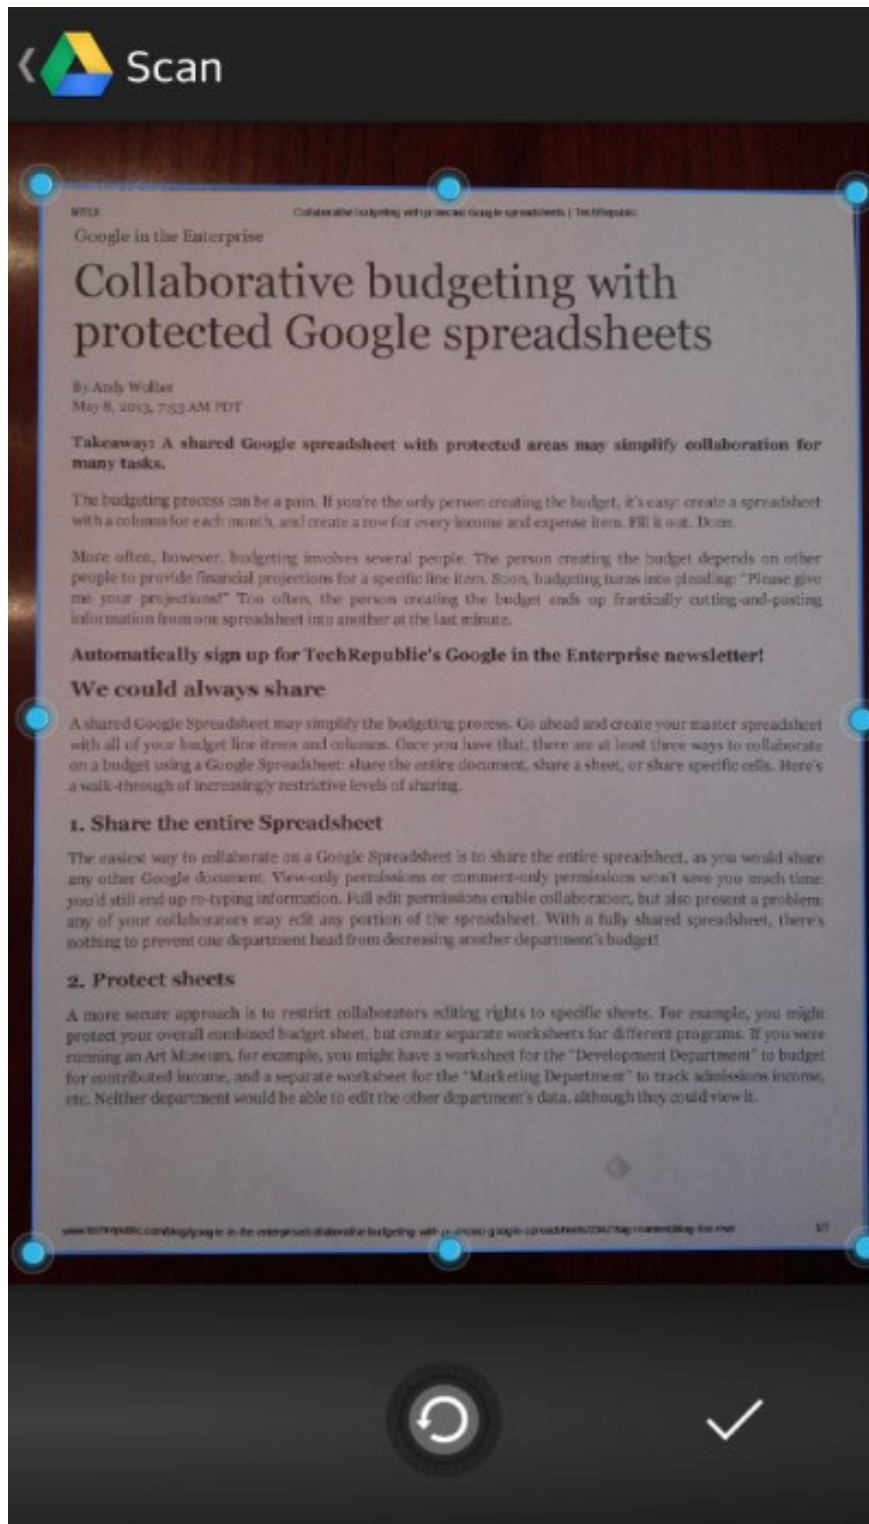 Scan
Collaborative budgeting with protected Google spreadsheets | TechRepublic
Google in the Enterprise
Collaborative budgeting with
protected Google spreadsheets
By Andy Wolber
May 8, 2013, 7:53 AM PDT
Takeaway: A shared Google spreadsheet with protected areas may simplify collaboration for
many tasks.
The budgeting process can be a pain. If you're the only person creating the budget, it's easy: create a spreadsheet
with a column for each month, and create a row for every income and expense item. Fill it out. Done.
More often, however, budgeting involves several people. The person creating the budget depends on other
people to provide financial projections for a specific line item. Soon, budgeting turns into pleading: "Please give
me your projections!" Too often, the person creating the budget ends up frantically cutting-and-pasting
information from one spreadsheet into another at the last minute.
Automatically sign up for TechRepublic's Google in the Enterprise newsletter!
We could always share
A shared Google Spreadsheet may simplify the budgeting process. Go ahead and create your master spreadsheet
with all of your budget line items and columns. Once you have that, there are at least three ways to collaborate
on a budget using a Google Spreadsheet: share the entire document, share a sheet, or share specific cells. Here's
a walk-through of increasingly restrictive levels of sharing.
1. Share the entire Spreadsheet
The easiest way to collaborate on a Google Spreadsheet is to share the entire spreadsheet, as you would share
any other Google document. View-only permissions or comment-only permissions won't save you much time:
you'd still end up re-typing information. Full edit permissions enable collaboration, but also present a problem:
any of your collaborators may edit any portion of the spreadsheet. With a fully shared spreadsheet, there's
nothing to prevent one department head from decreasing another department's budget!
2. Protect sheets
A more secure approach is to restrict collaborators editing rights to specific sheets. For example, you might
protect your overall combined budget sheet, but create separate worksheets for different programs. If you were
running an Art Museum, for example, you might have a worksheet for the "Development Department" to budget
for contributed income, and a separate worksheet for the "Marketing Department" to track admissions income,
etc. Neither department would be able to edit the other department's data, although they could view it.
1/7